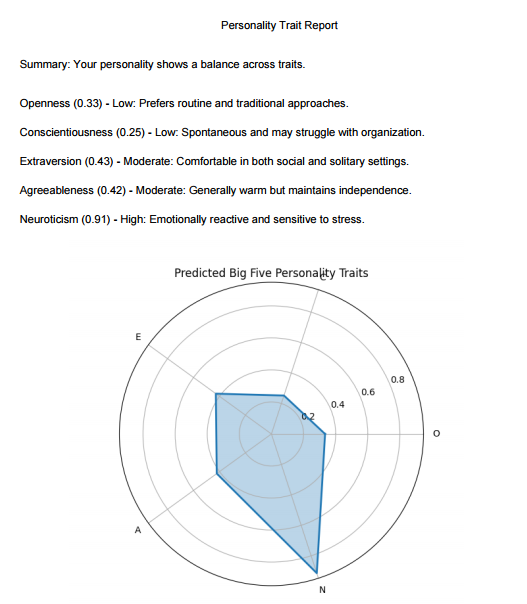 Personality Trait Report
Summary: Your personality shows a balance across traits.
Openness (0.33) - Low: Prefers routine and traditional approaches.
Conscientiousness (0.25) - Low: Spontaneous and may struggle with organization.
Extraversion (0.43) - Moderate: Comfortable in both social and solitary settings.
Agreeableness (0.42) - Moderate: Generally warm but maintains independence.
Neuroticism (0.91) - High: Emotionally reactive and sensitive to stress.
Predicted Big Five Personality Traits
C
E
0.8
0.6
0.4
0.2
O
A
N